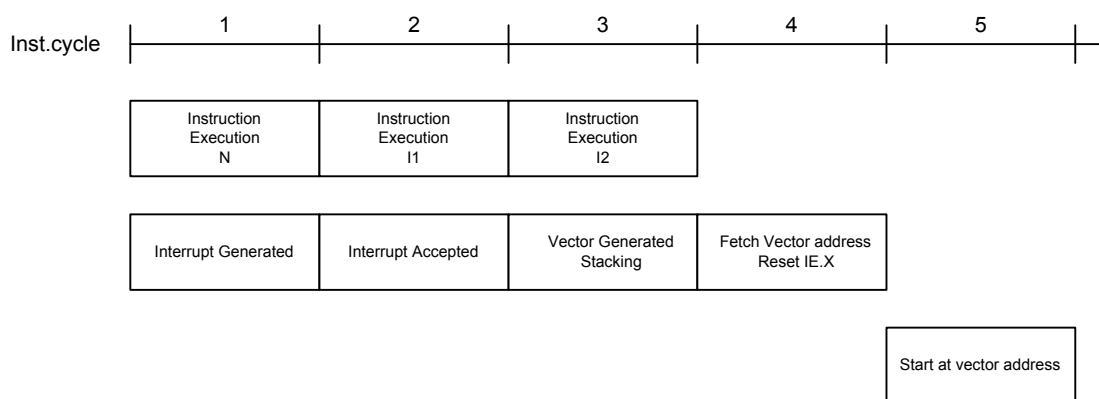 1 2 3 4 5
Inst.cycle
Instruction Instruction Instruction
Execution Execution Execution
N I1 I2
Interrupt Generated Interrupt Accepted Vector Generated Fetch Vector address
Stacking Reset IE.X
Start at vector address